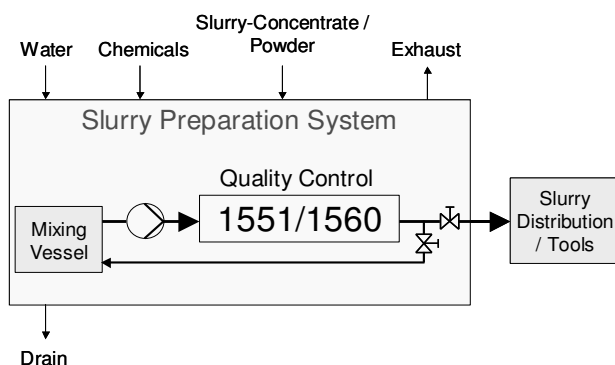 Slurry-Concentrate /
Powder
Water
Chemicals
Exhaust
Slurry Preparation System
Quality Control
1551/1560
Mixing
Vessel
Slurry
Distribution
/ Tools
Drain